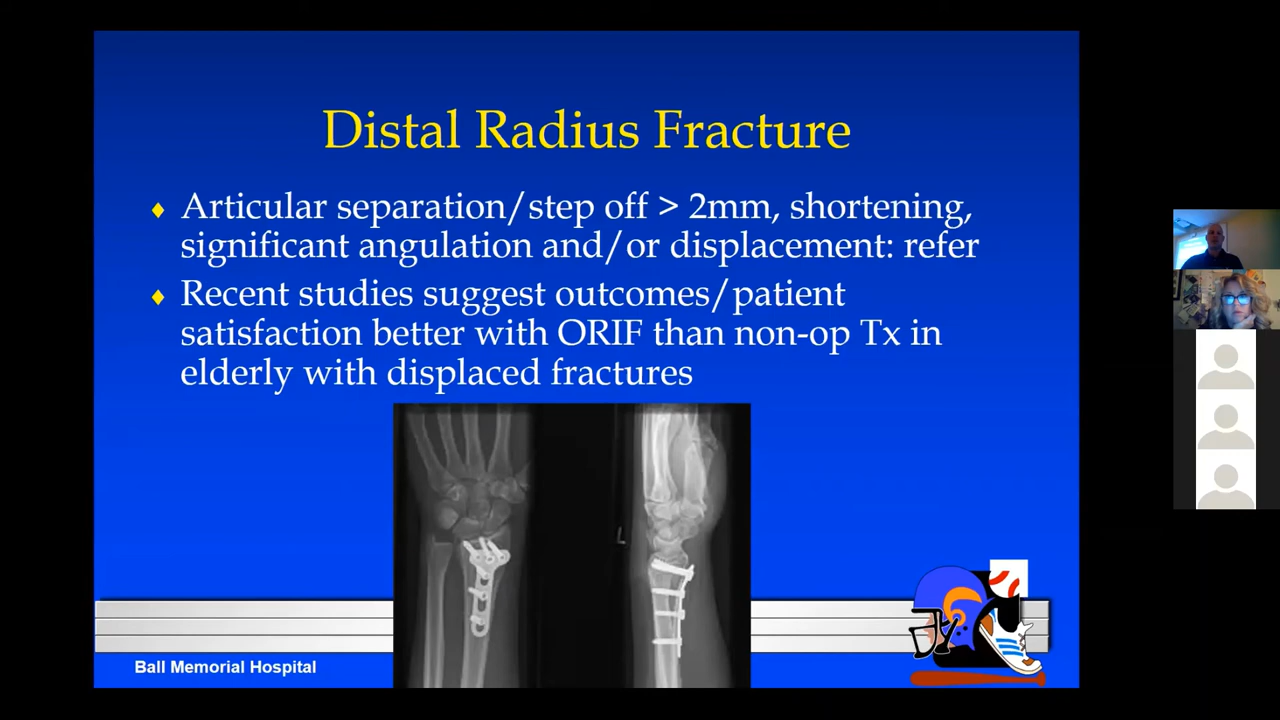 Distal Radius Fracture
♦ Articular separation/step off > 2mm, shortening,
significant angulation and/or displacement: refer
♦ Recent studies suggest outcomes/patient
satisfaction better with ORIF than non-op Tx in
elderly with displaced fractures
L
Ball Memorial Hospital